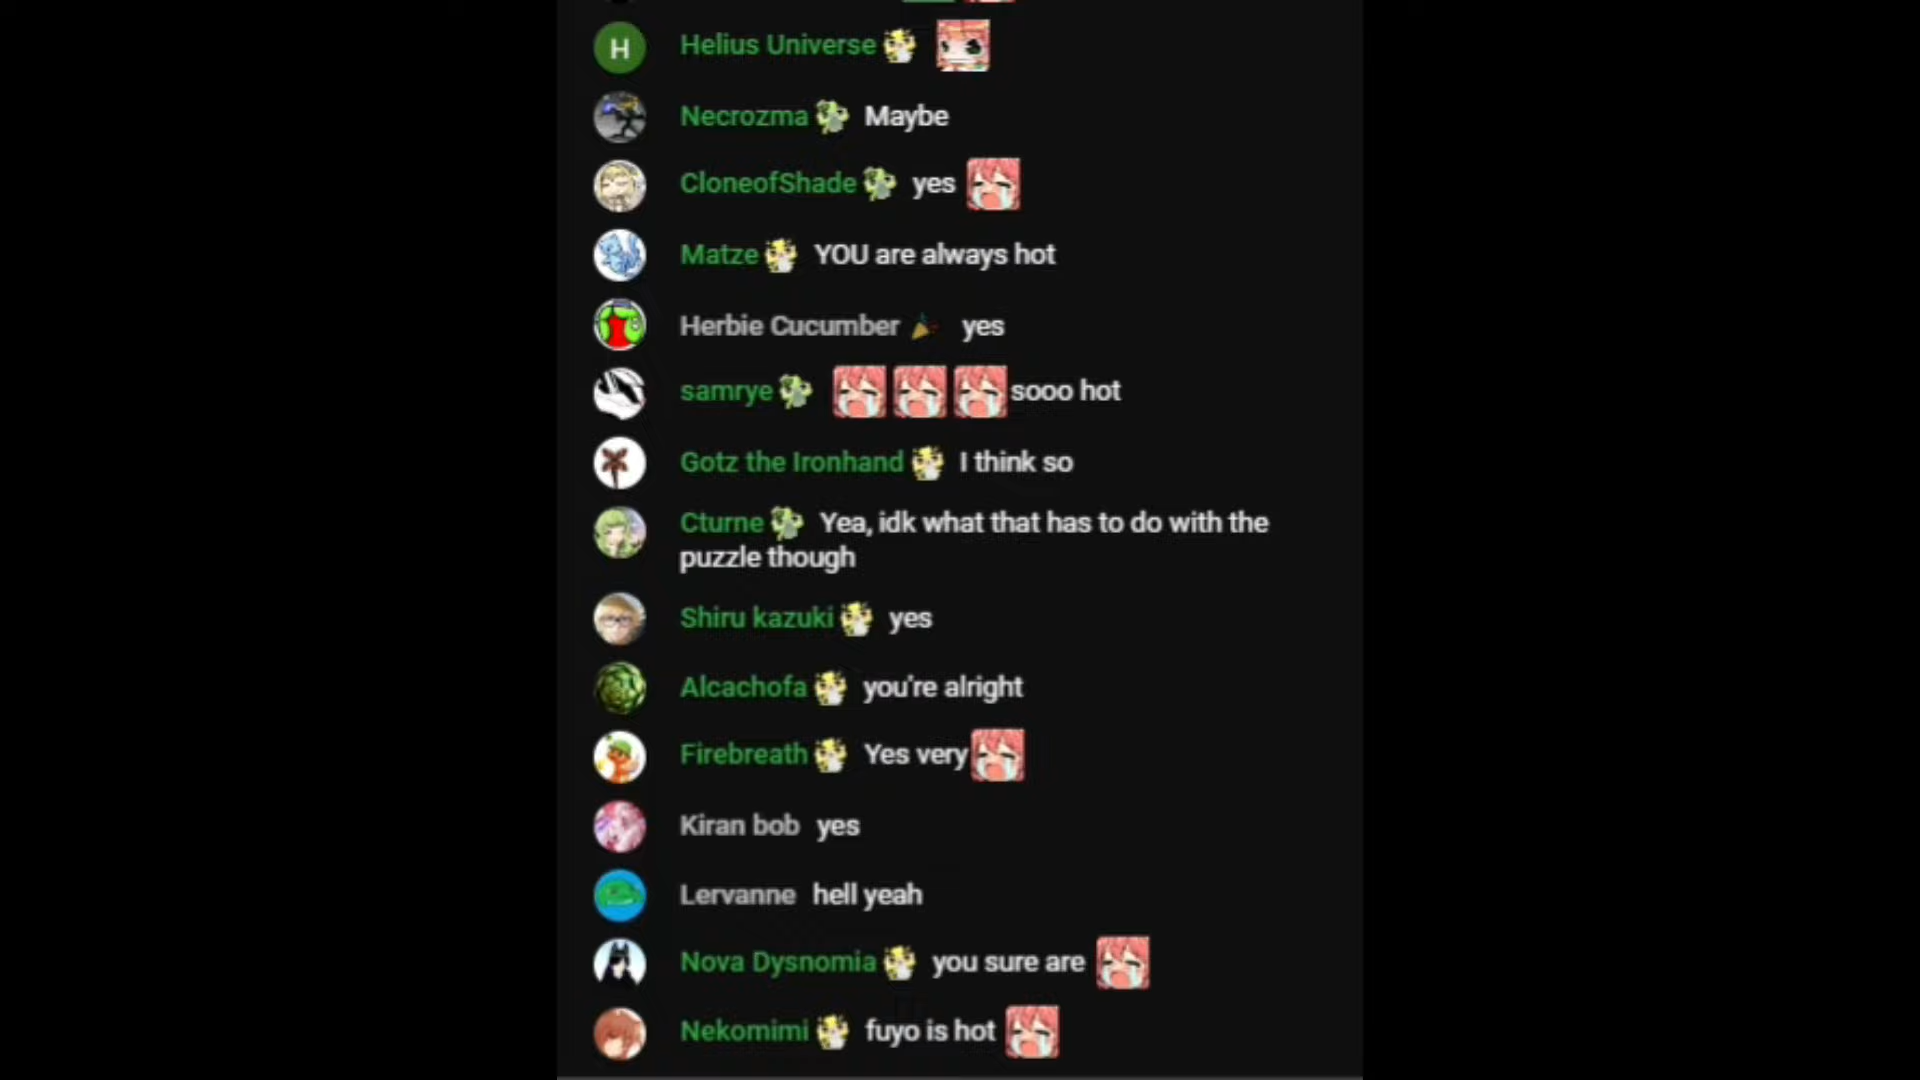 H Helius Universe
Necrozma Maybe
CloneofShade yes
Matze YOU are always hot
Herbie Cucumber yes
samrye sooo hot
Gotz the Ironhand I think so
Cturne Yea, idk what that has to do with the
puzzle though
Shiru kazuki yes
Alcachofa you're alright
Firebreath Yes very
Kiran bob yes
Lervanne hell yeah
Nova Dysnomia you sure are
Nekomimi fuyo is hot